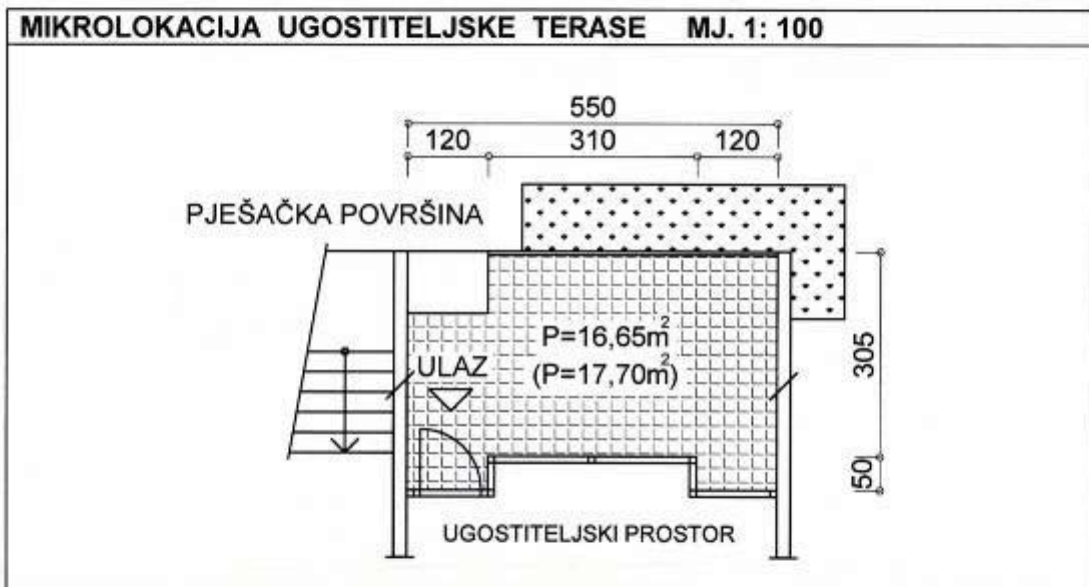 MIKROLOKACIJA UGOSTITELJSKE TERASE MJ. 1: 100
550
120 310 120
PJEŠAČKA POVRŠINA
P=16,65m²
(P=17,70m²)
ULAZ
305
50
UGOSTITELJSKI PROSTOR